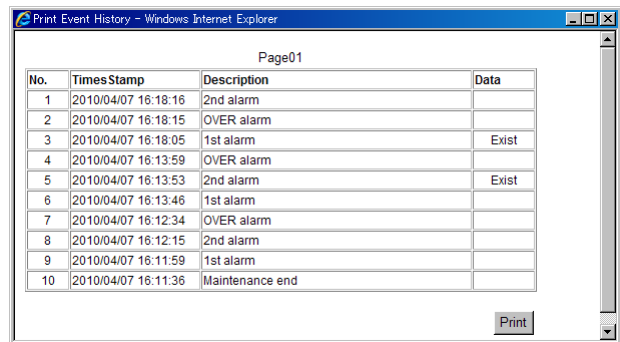 Print Event History - Windows Internet Explorer
Page01
No. TimesStamp Description Data
1 2010/04/07 16:18:16 2nd alarm
2 2010/04/07 16:18:15 OVER alarm
3 2010/04/07 16:18:05 1st alarm Exist
4 2010/04/07 16:13:59 OVER alarm
5 2010/04/07 16:13:53 2nd alarm Exist
6 2010/04/07 16:13:46 1st alarm
7 2010/04/07 16:12:34 OVER alarm
8 2010/04/07 16:12:15 2nd alarm
9 2010/04/07 16:11:59 1st alarm
10 2010/04/07 16:11:36 Maintenance end
Print